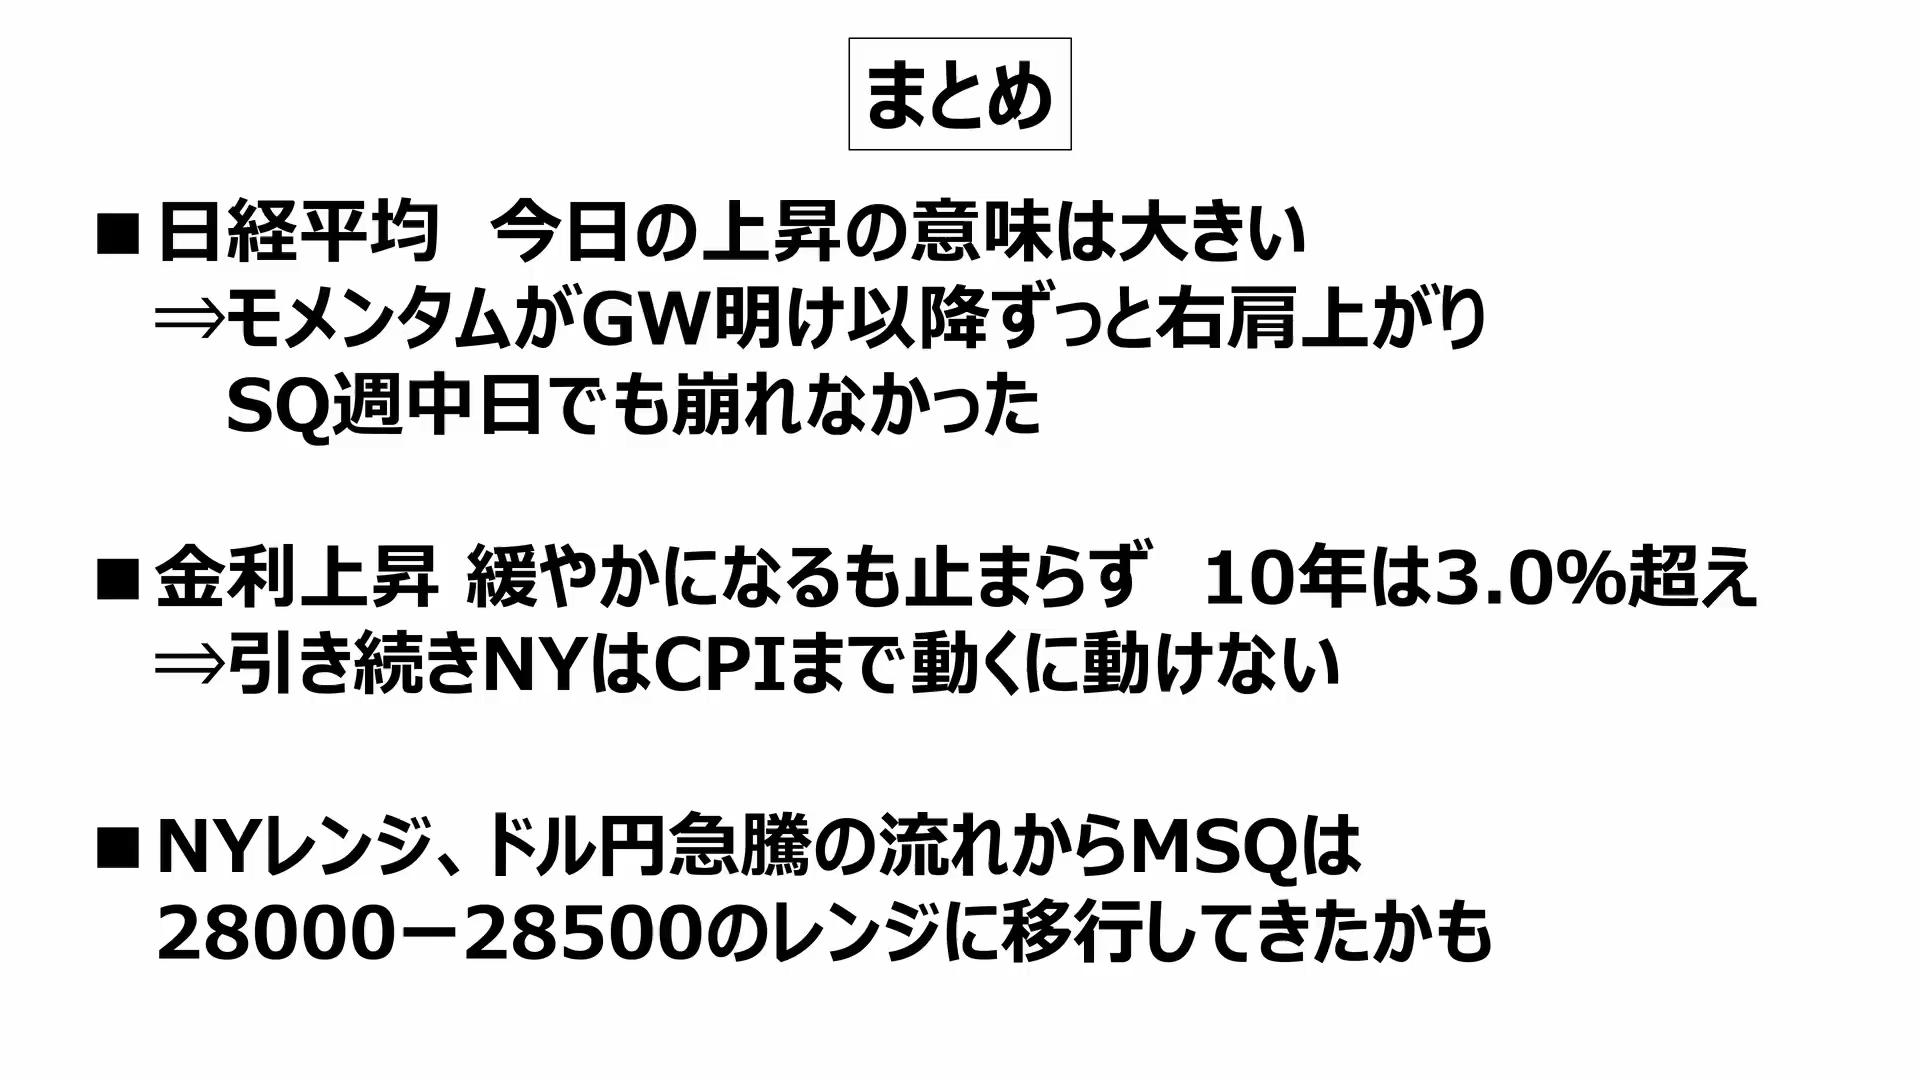 まとめ
■日経平均　今日の上昇の意味は大きい
⇒モメンタムがGW明け以降ずっと右肩上がり
SQ週中日でも崩れなかった
■金利上昇 緩やかになるも止まらず　10年は3.0%超え
⇒引き続きNYはCPIまで動くに動けない
■NYレンジ、ドル円急騰の流れからMSQは
28000－28500のレンジに移行してきたかも